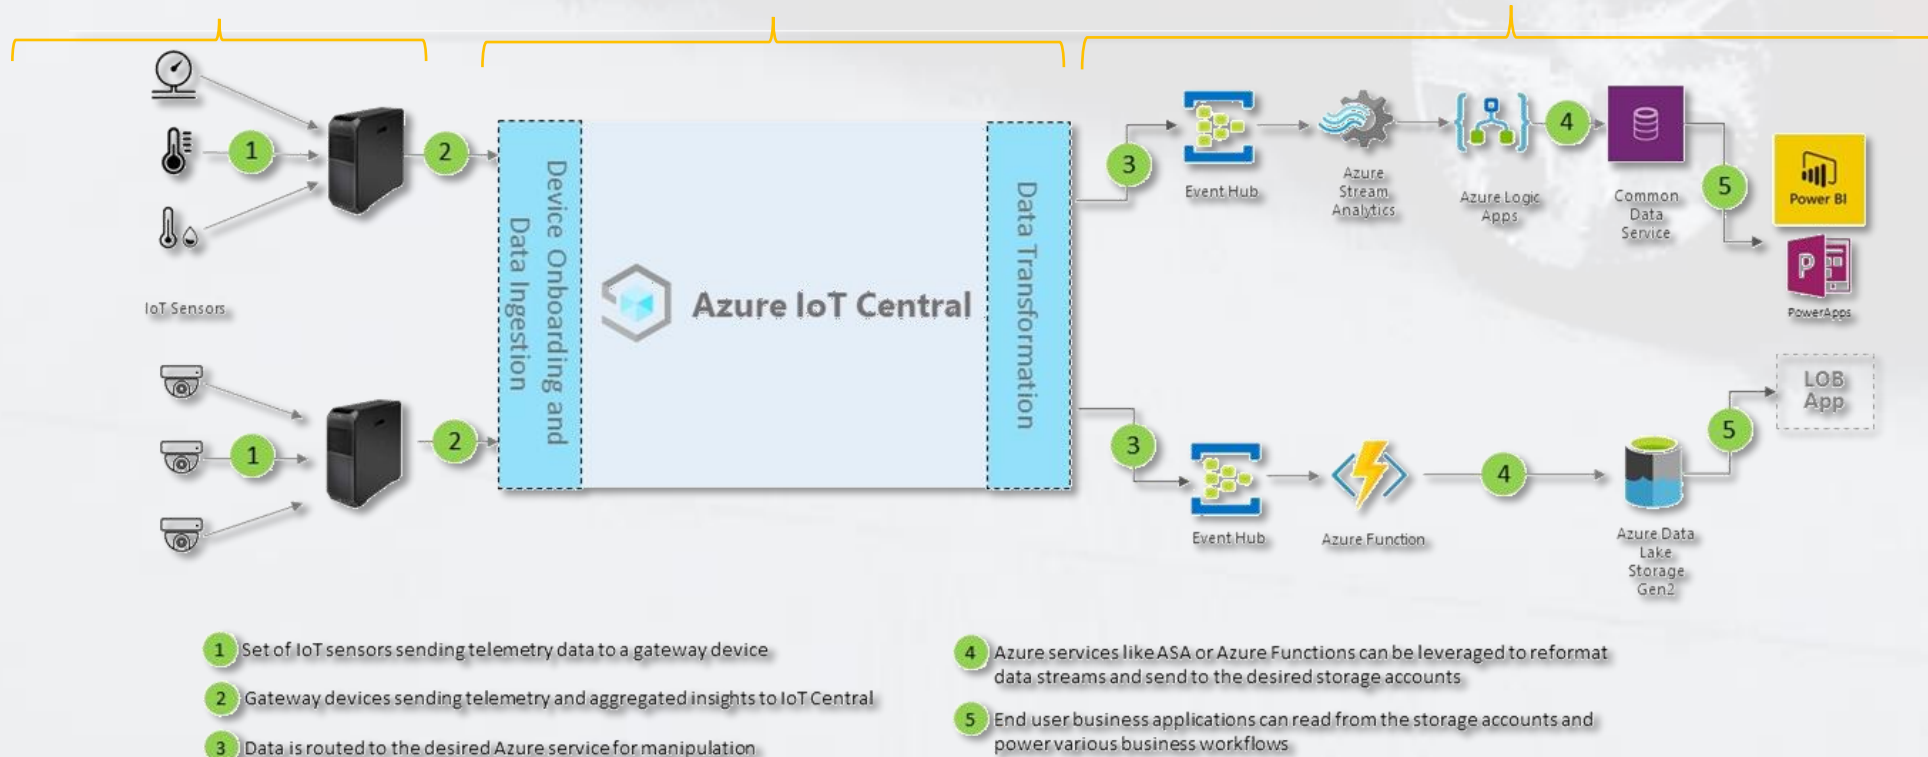 1
2
3
Event Hub
Azure
Stream
Analytics
Azure Logic
Apps
4
Common
Data
Service
5
Power BI
P
PowerApps
IoT Sensors
Device Onboarding and
Data Ingestion
Azure IoT Central
Data Transformation
1
2
3
Event Hub
Azure Function
4
Azure Data
Lake
Storage
Gen2
5
LOB
App
1 Set of IoT sensors sending telemetry data to a gateway device
2 Gateway devices sending telemetry and aggregated insights to IoT Central
3 Data is routed to the desired Azure service for manipulation
4 Azure services like ASA or Azure Functions can be leveraged to reformat
data streams and send to the desired storage accounts
5 End user business applications can read from the storage accounts and
power various business workflows